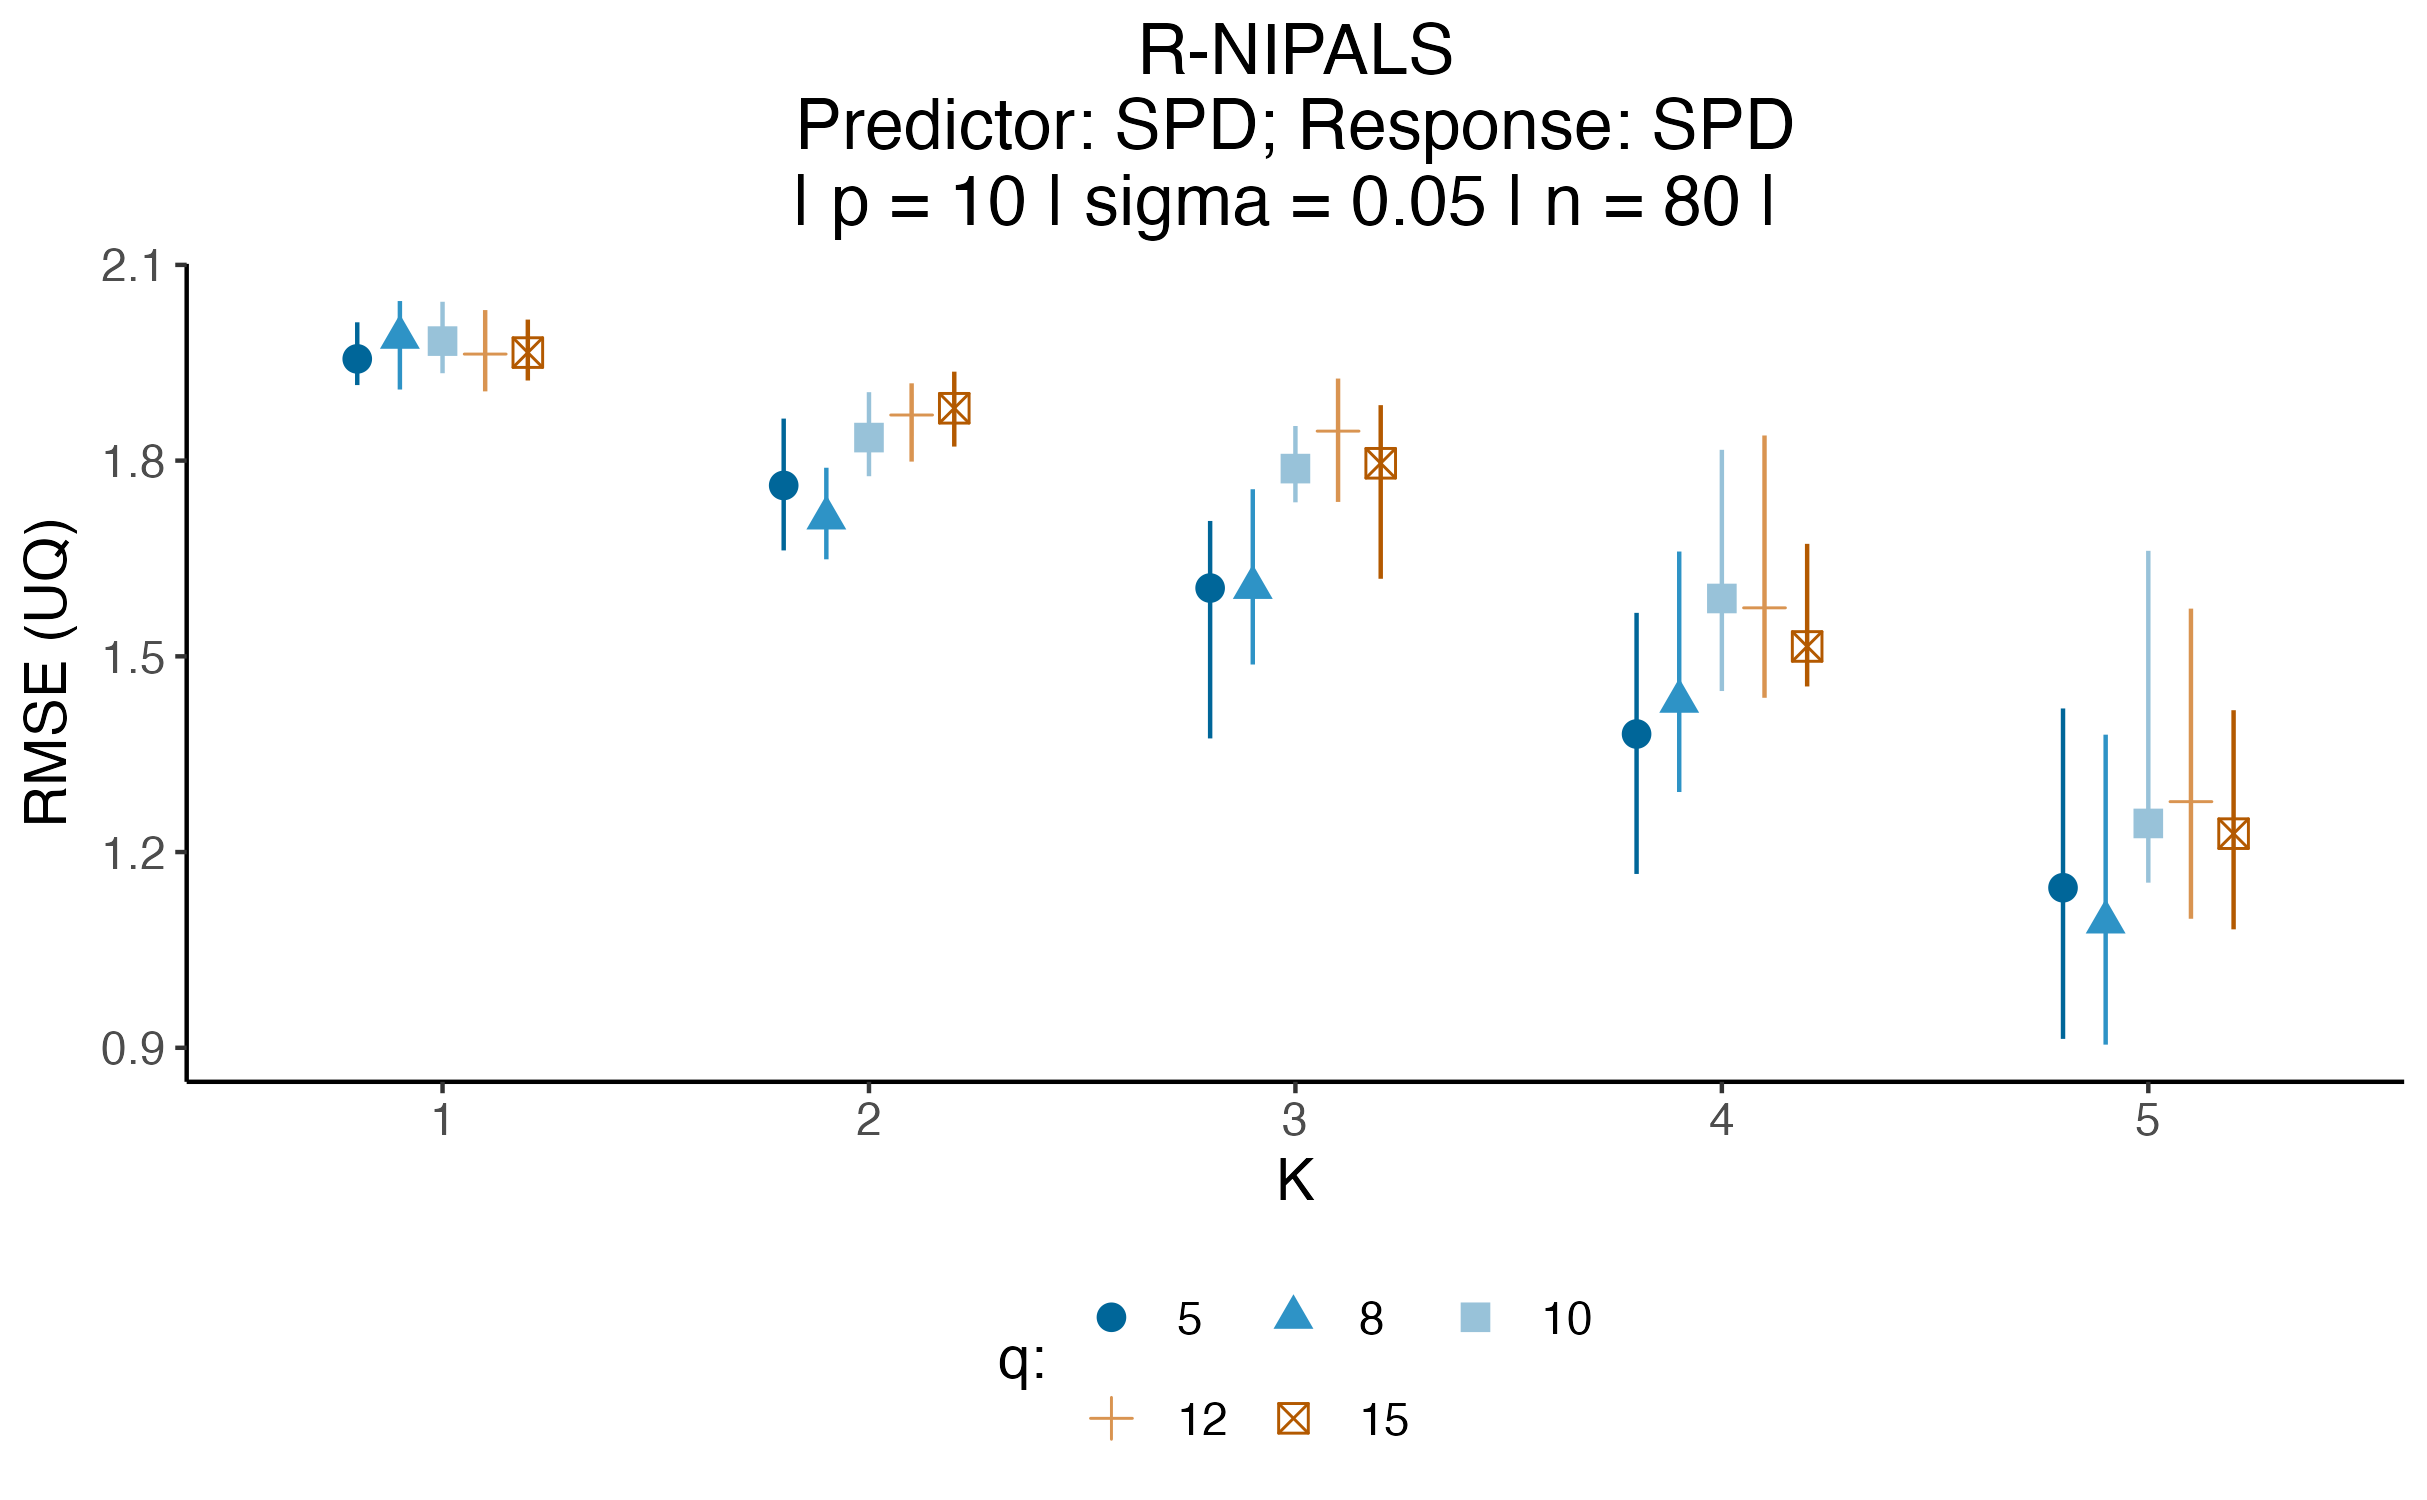 R-NIPALS
Predictor: SPD; Response: SPD
| p = 10 | sigma = 0.05 | n = 80 |
RMSE (UQ)
2.1
1.8
1.5
1.2
0.9
1 2 3 4 5
K
q:
5 8 10
12 15